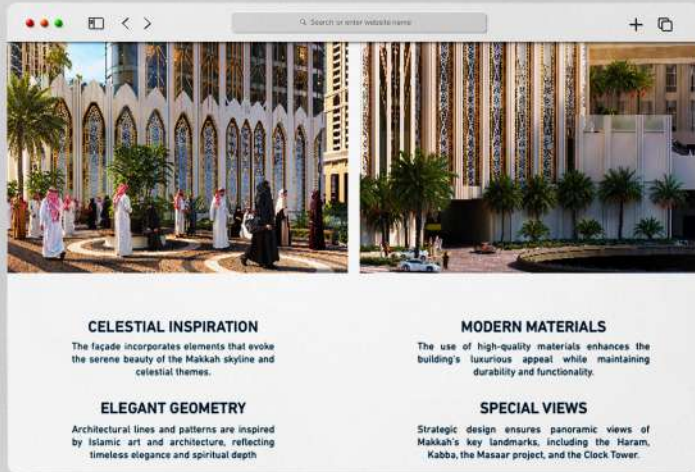 Search or enter website name
CELESTIAL INSPIRATION
The façade incorporates elements that evoke
the serene beauty of the Makkah skyline and
celestial themes.
ELEGANT GEOMETRY
Architectural lines and patterns are inspired
by Islamic art and architecture, reflecting
timeless elegance and spiritual depth
MODERN MATERIALS
The use of high-quality materials enhances the
building's luxurious appeal while maintaining
durability and functionality.
SPECIAL VIEWS
Strategic design ensures panoramic views of
Makkah's key landmarks, including the Haram,
Kabba, the Masaar project, and the Clock Tower.